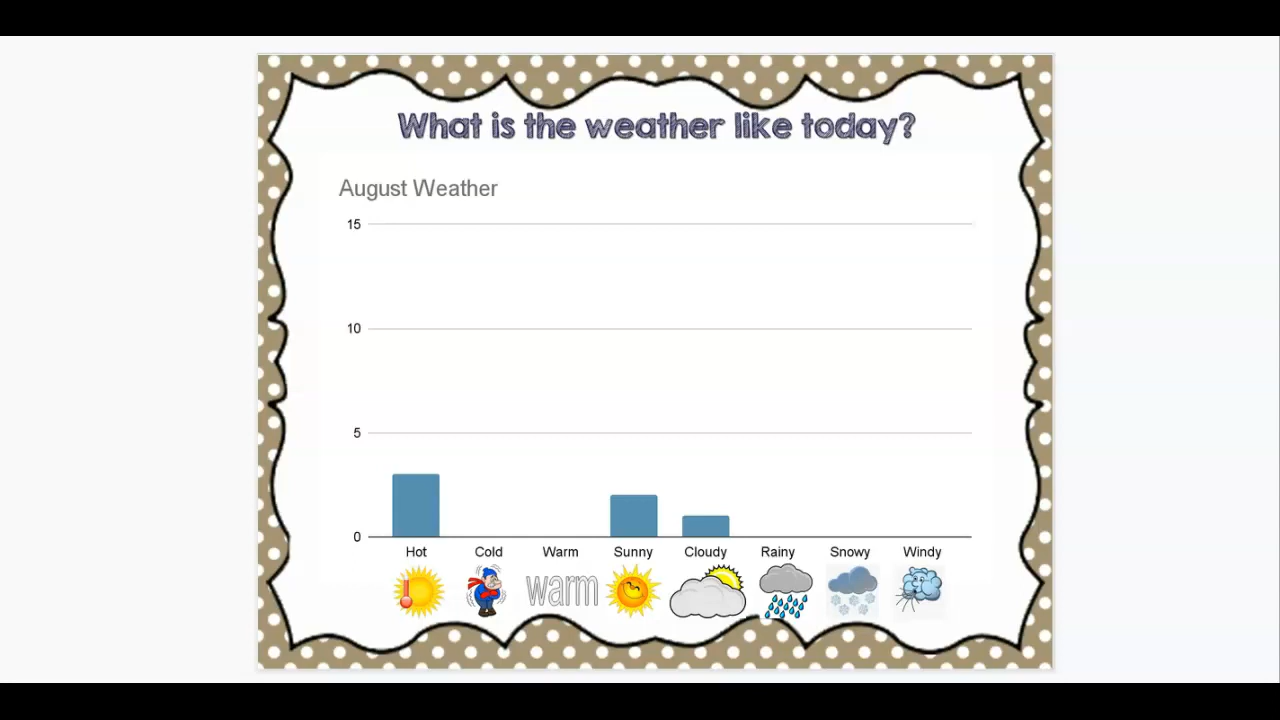 What is the weather like today?
August Weather
15
10
5
0
Hot Cold Warm Sunny Cloudy Rainy Snowy Windy
warm